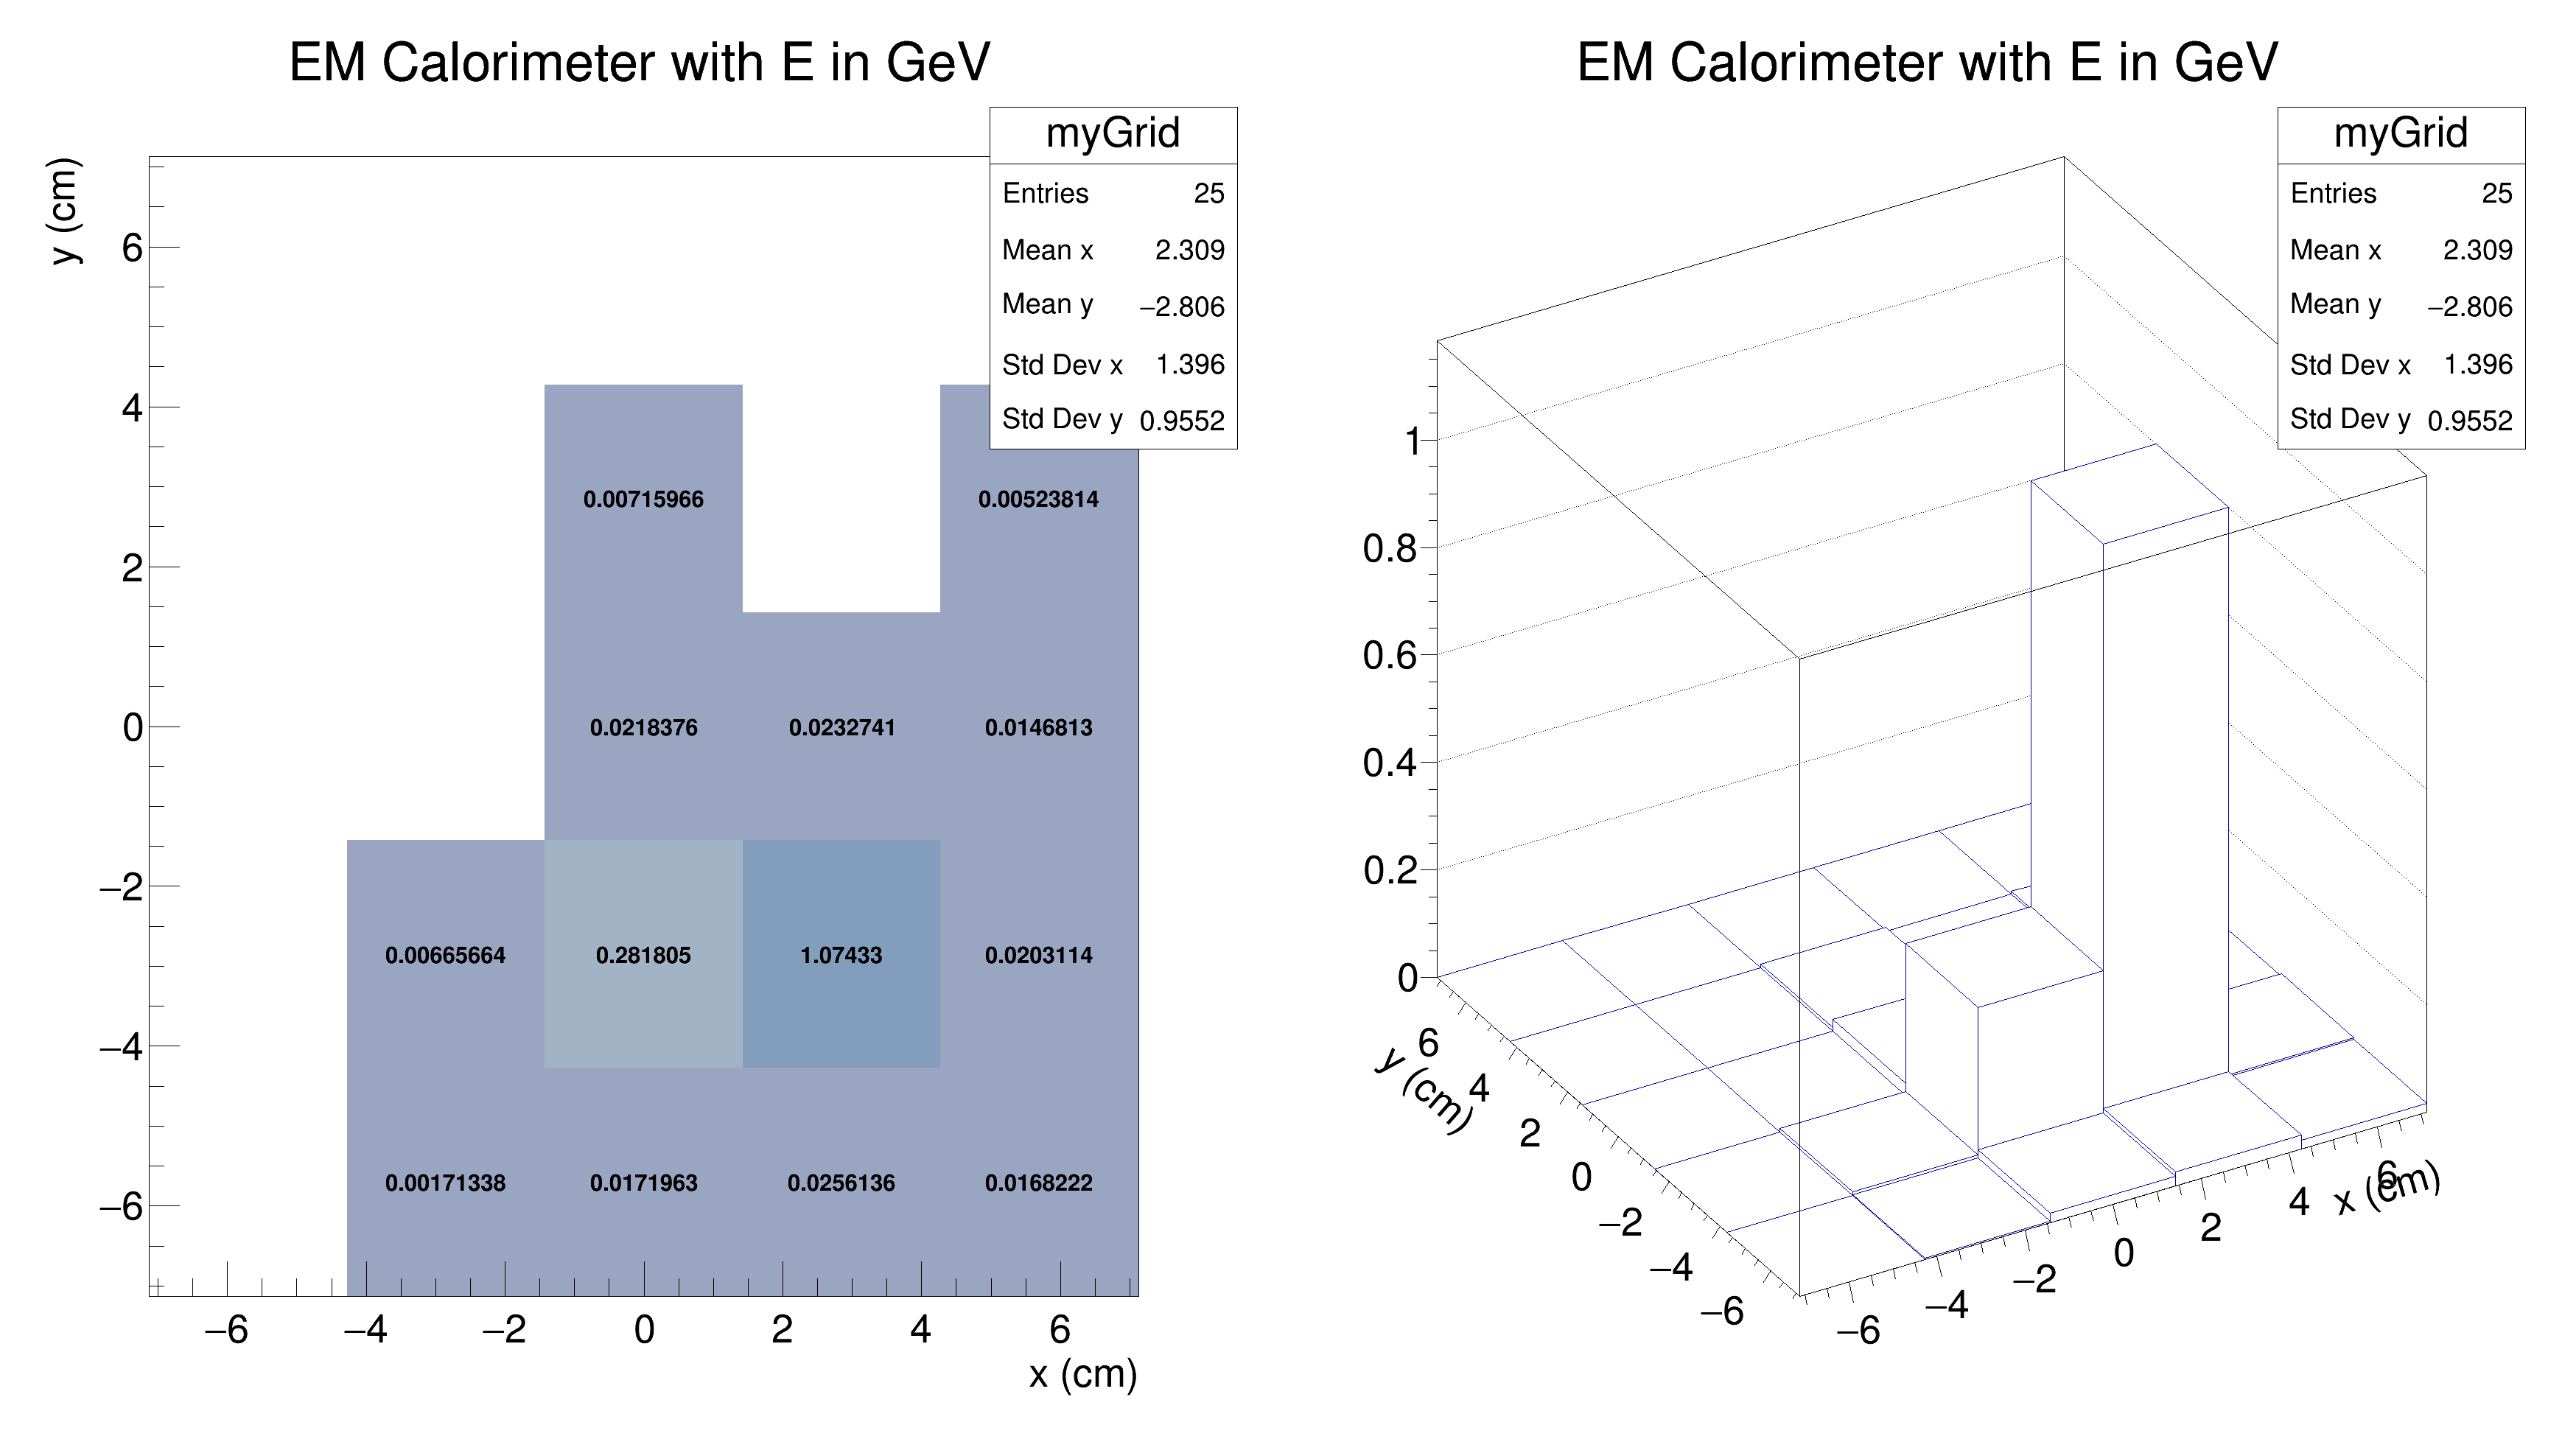 EM Calorimeter with E in GeV
myGrid
Entries 25
Mean x 2.309
Mean y −2.806
Std Dev x 1.396
Std Dev y 0.9552
y (cm)
6
4
2
0
−2
−4
−6
0.00715966 0.00523814
0.0218376 0.0232741 0.0146813
0.00665664 0.281805 1.07433 0.0203114
0.00171338 0.0171963 0.0256136 0.0168222
−6 −4 −2 0 2 4 6
x (cm)
EM Calorimeter with E in GeV
myGrid
Entries 25
Mean x 2.309
Mean y −2.806
Std Dev x 1.396
Std Dev y 0.9552
1
0.8
0.6
0.4
0.2
0
6
4
2
0
−2
−4
−6
y (cm)
−6
−4
−2
0
2
4
6
x (cm)